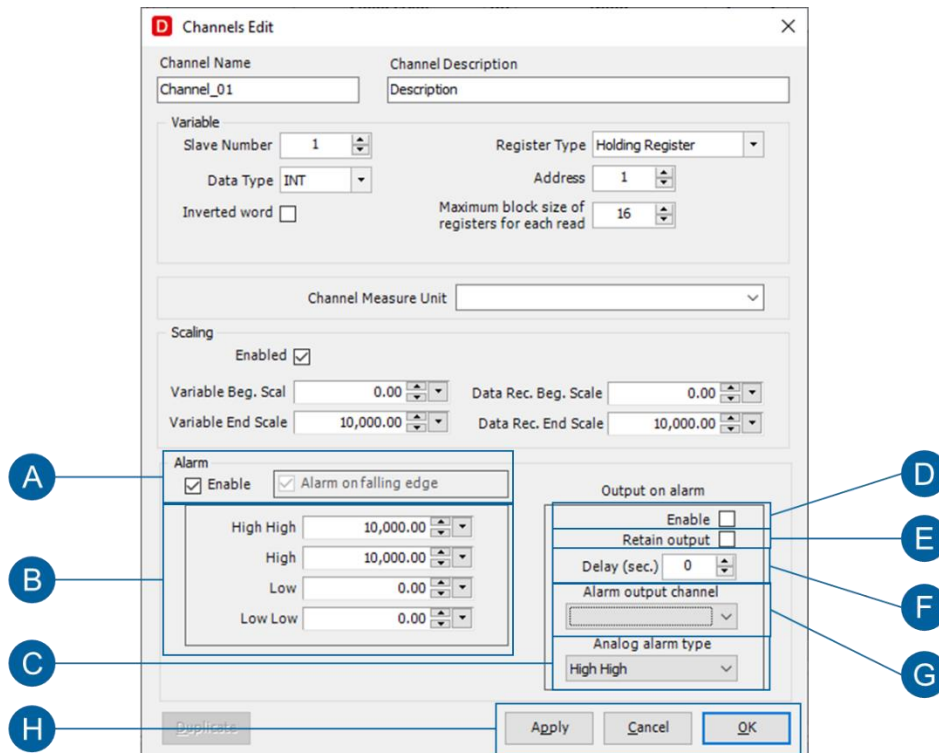 D Channels Edit
Channel Name Channel Description
Channel_01 Description
Variable
Slave Number 1 Register Type Holding Register
Data Type INT Address 1
Inverted word Maximum block size of
registers for each read 16
Channel Measure Unit
Scaling
Enabled
Variable Beg. Scal 0.00 Data Rec. Beg. Scale 0.00
Variable End Scale 10,000.00 Data Rec. End Scale 10,000.00
A Alarm
Enable Alarm on falling edge
Output on alarm
D
Enable
Retain output E
B
High High 10,000.00
High 10,000.00
Low 0.00
Low Low 0.00
Delay (sec.) 0 F
Alarm output channel
G
C
Analog alarm type
High High
H
Duplicate Apply Cancel OK